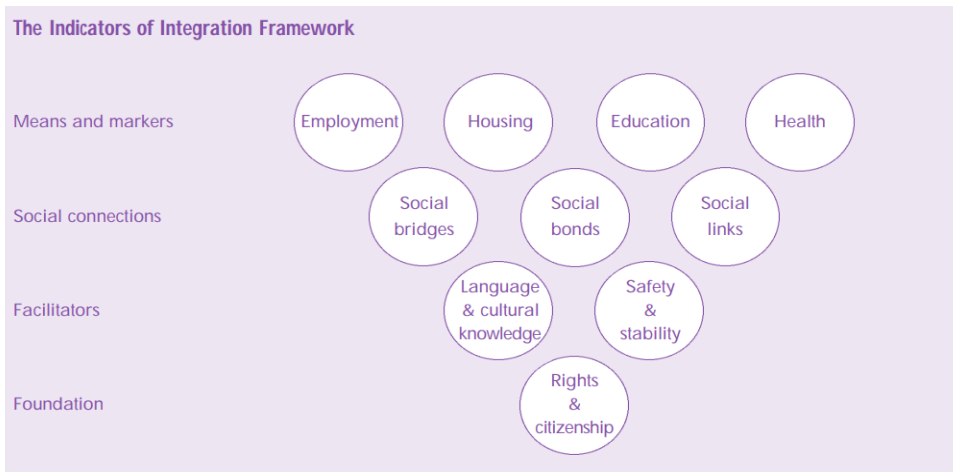 The Indicators of Integration Framework
Means and markers
Employment
Housing
Education
Health
Social connections
Social
bridges
Social
bonds
Social
links
Facilitators
Language
& cultural
knowledge
Safety
&
stability
Foundation
Rights
&
citizenship